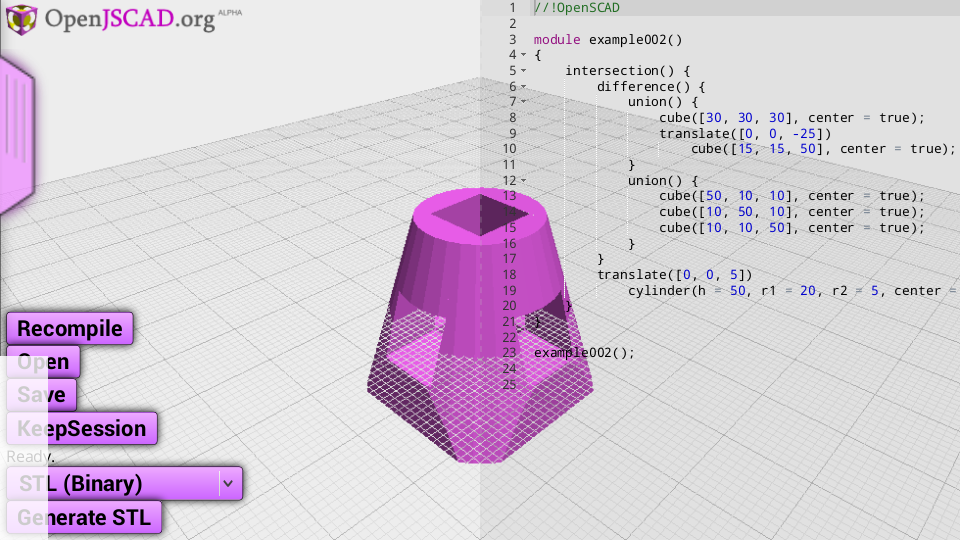 OpenJSCAD.org ALPHA
1 //!OpenSCAD
2
3 module example002()
4 {
5 intersection() {
6 difference() {
7 union() {
8 cube([30, 30, 30], center = true);
9 translate([0, 0, -25])
10 cube([15, 15, 50], center = true);
11 }
12 union() {
13 cube([50, 10, 10], center = true);
14 cube([10, 50, 10], center = true);
15 cube([10, 10, 50], center = true);
16 }
17 }
18 translate([0, 0, 5])
19 cylinder(h = 50, r1 = 20, r2 = 5, center =
20 }
21 }
22
23 example002();
24
25
Recompile
Open
Save
KeepSession
Ready.
STL (Binary)
Generate STL